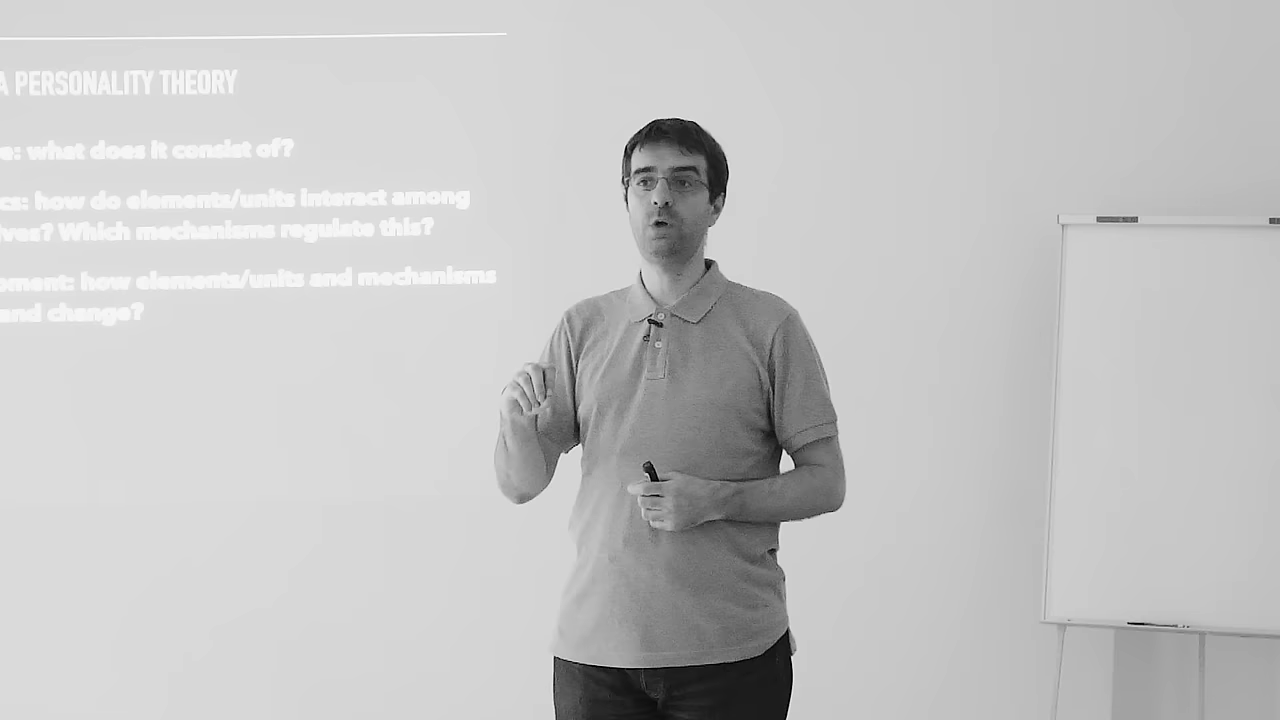 A PERSONALITY THEORY
e: what does it consist of?
cs: how do elements/units interact among
lves? Which mechanisms regulate this?
ement: how elements/units and mechanisms
and change?